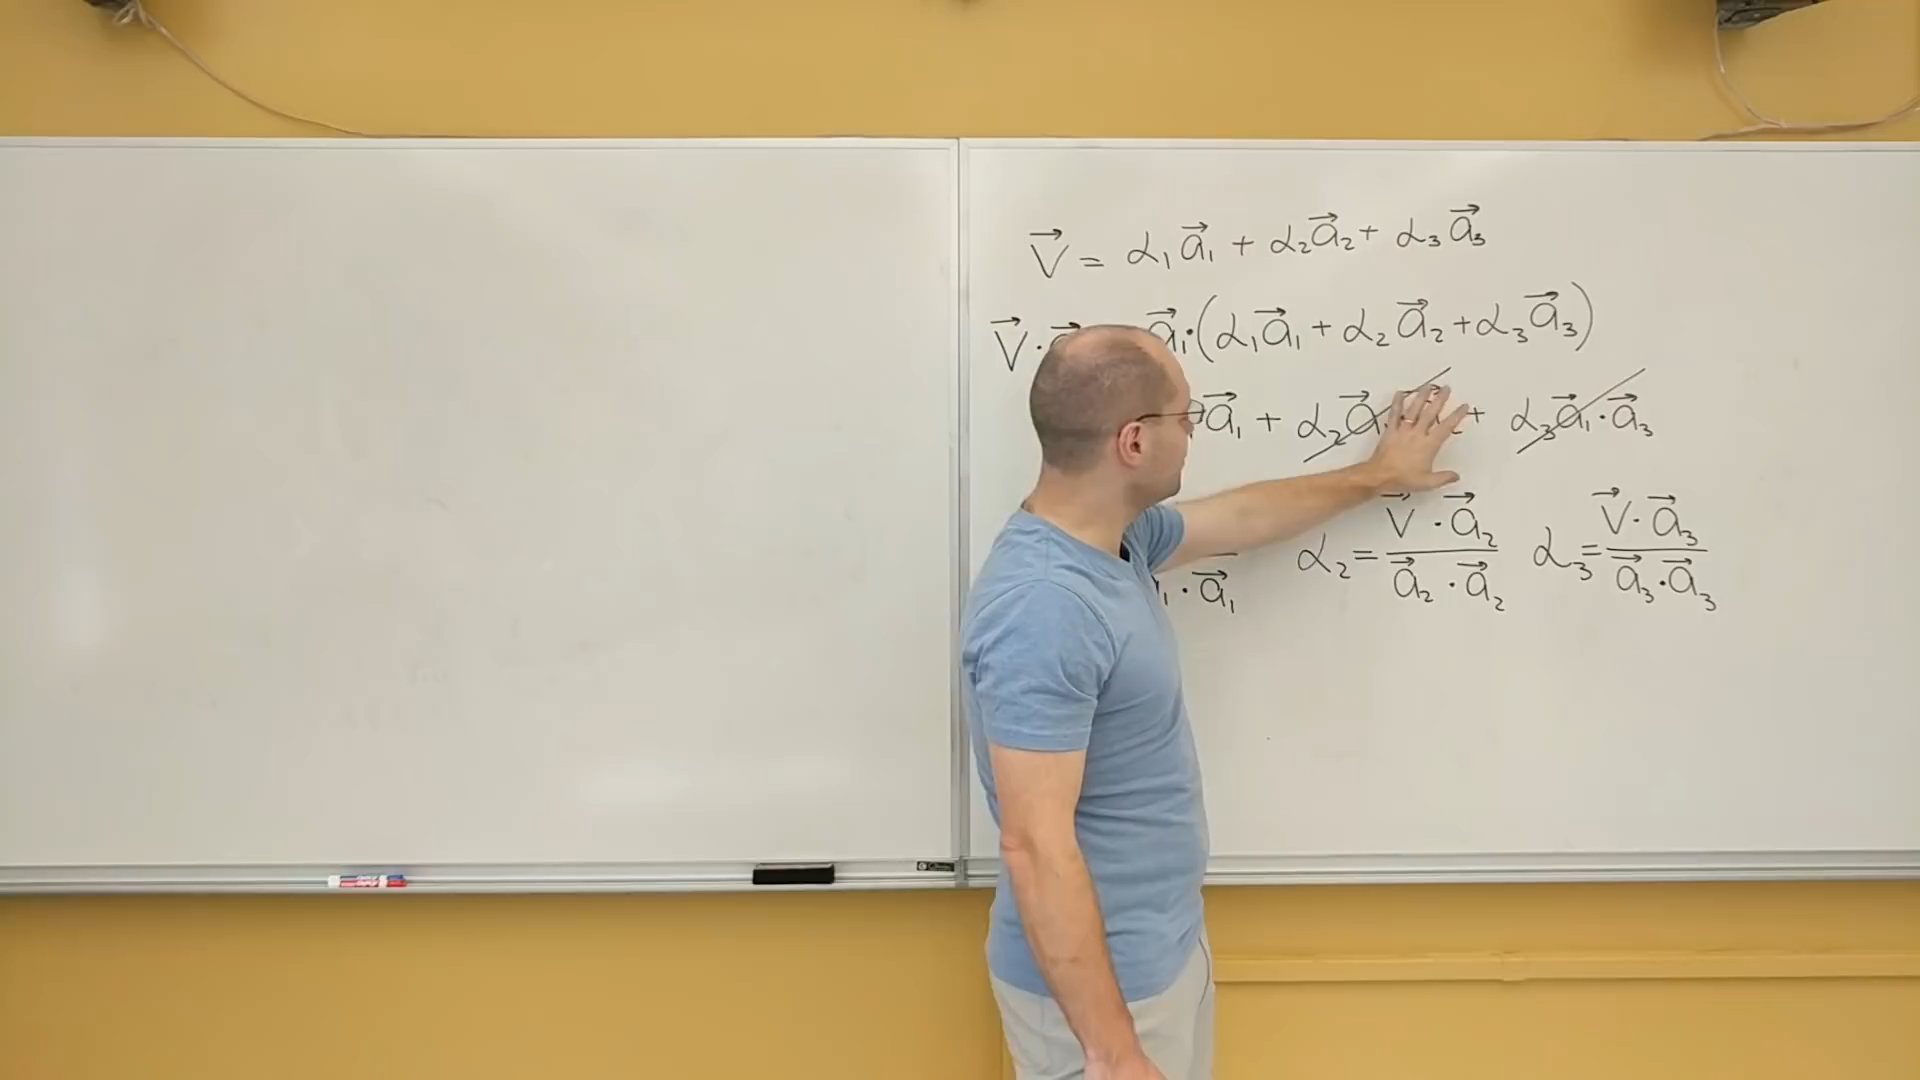 V⃗ = α₁a⃗₁ + α₂a⃗₂ + α₃a⃗₃
V⃗ · a⃗₁·(α₁a⃗₁ + α₂a⃗₂ + α₃a⃗₃)
a⃗₁ + α₂a⃗₁ + α₃a⃗₁·a⃗₃
₁·a⃗₁ α₂ = V⃗·a⃗₂ / a⃗₂·a⃗₂ α₃ = V⃗·a⃗₃ / a⃗₃·a⃗₃